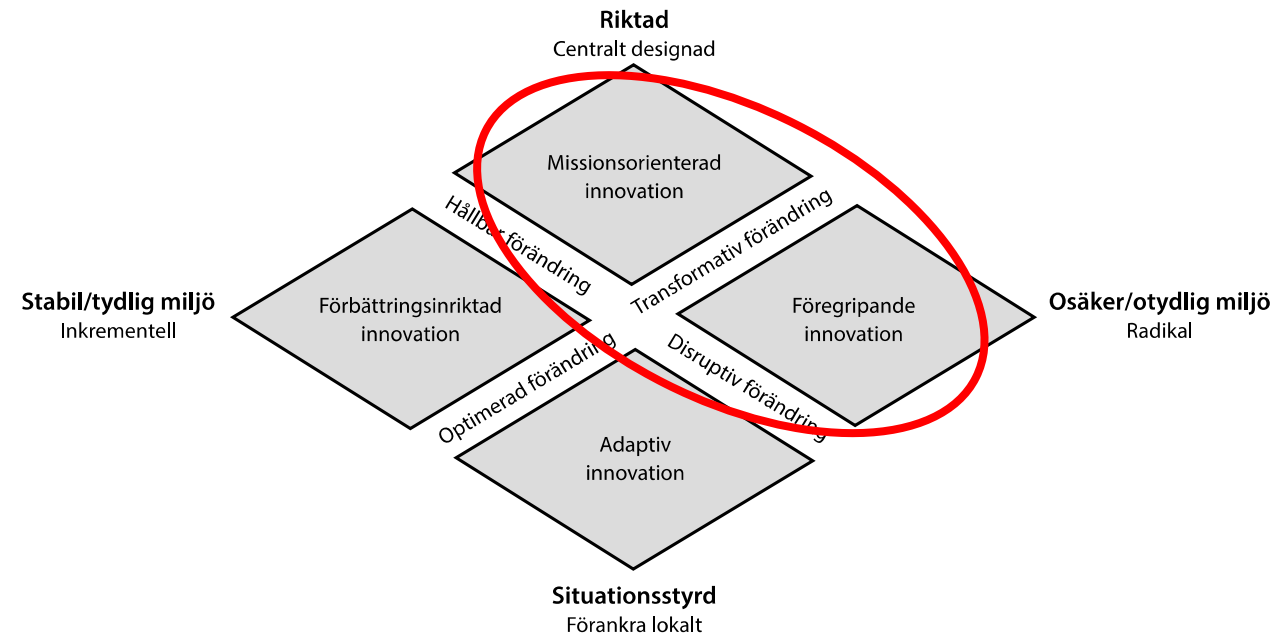 Riktad
Centralt designad
Missionsorienterad
innovation
Hållbar förändring
Transformativ förändring
Stabil/tydlig miljö
Inkrementell
Förbättringsinriktad
innovation
Föregripande
innovation
Osäker/otydlig miljö
Radikal
Optimerad förändring
Disruptiv förändring
Adaptiv
innovation
Situationsstyrd
Förankra lokalt